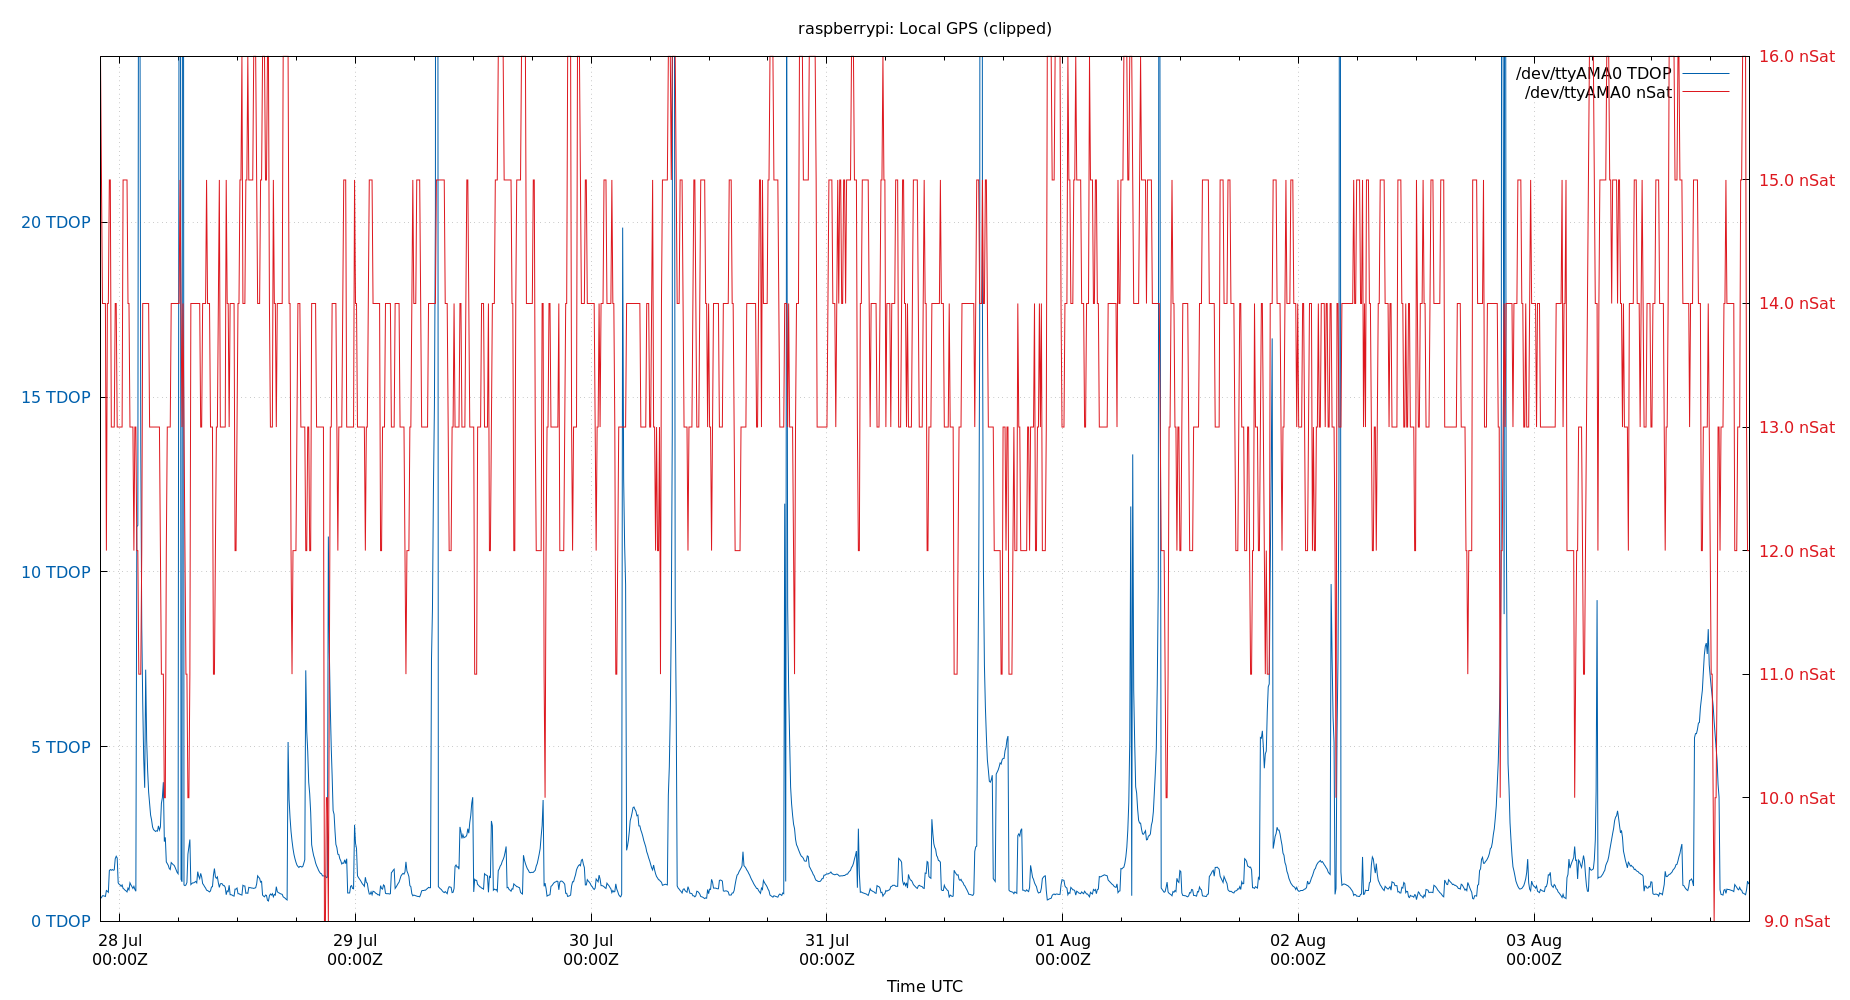 raspberrypi: Local GPS (clipped)
16.0 nSat
/dev/ttyAMA0 TDOP
/dev/ttyAMA0 nSat
15.0 nSat
20 TDOP
14.0 nSat
15 TDOP
13.0 nSat
12.0 nSat
10 TDOP
11.0 nSat
5 TDOP
10.0 nSat
0 TDOP
9.0 nSat
28 Jul
00:00Z
29 Jul
00:00Z
30 Jul
00:00Z
31 Jul
00:00Z
01 Aug
00:00Z
02 Aug
00:00Z
03 Aug
00:00Z
Time UTC